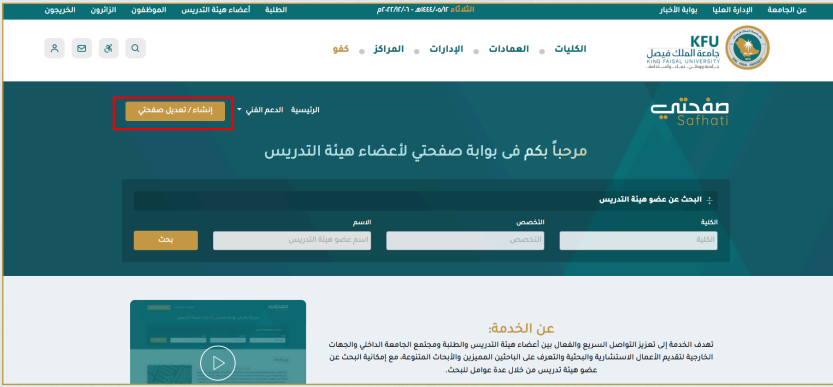 عن الجامعة الإدارة العليا بوابة الأخبار
الثلاثاء
الطلبة أعضاء هيئة التدريس الموظفون الزائرون الخريجون
KFU
جامعة الملك فيصل
KING FAISAL UNIVERSITY
الكليات العمادات الإدارات المراكز كفو
صفحتي
Safhati
الرئيسية الدعم الفني إنشاء / تعديل صفحتي
مرحباً بكم فى بوابة صفحتي لأعضاء هيئة التدريس
البحث عن عضو هيئة التدريس
الكلية التخصص الاسم
الكلية التخصص اسم عضو هيئة التدريس بحث
عن الخدمة:
تهدف الخدمة إلى تعزيز التواصل السريع والفعال بين أعضاء هيئة التدريس والطلبة ومجتمع الجامعة الداخلي والجهات
الخارجية لتقديم الأعمال الاستشارية والبحثية والتعرف على الباحثين المميزين والأبحاث المتنوعة، مع إمكانية البحث عن
عضو هيئة تدريس من خلال عدة عوامل للبحث.